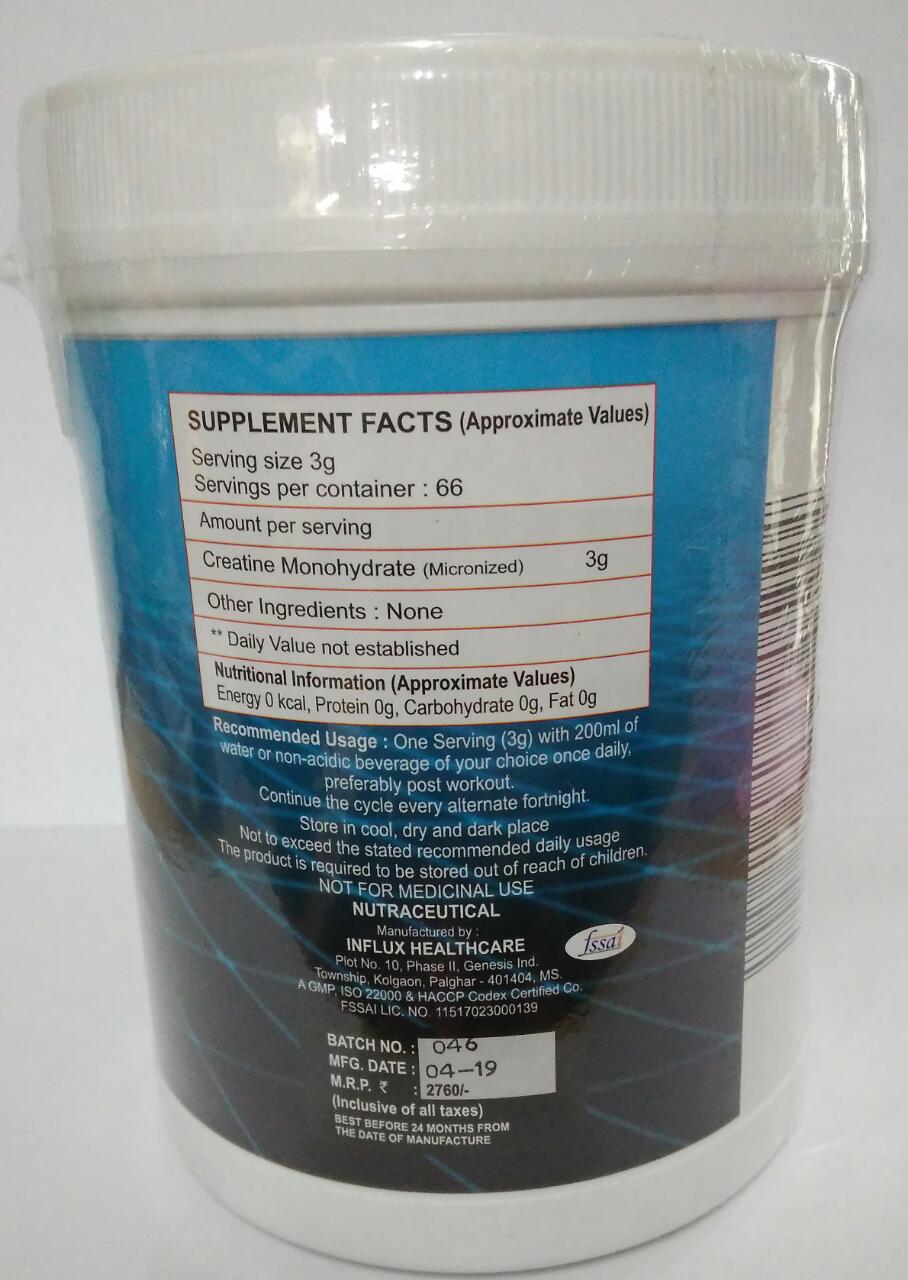 SUPPLEMENT FACTS (Approximate Values)
Serving size 3g
Servings per container : 66
Amount per serving
Creatine Monohydrate (Micronized) 3g
Other Ingredients : None
** Daily Value not established
Nutritional Information (Approximate Values)
Energy 0 kcal, Protein 0g, Carbohydrate 0g, Fat 0g
Recommended Usage : One Serving (3g) with 200ml of
water or non-acidic beverage of your choice once daily,
preferably post workout.
Continue the cycle every alternate fortnight.
Store in cool, dry and dark place
Not to exceed the stated recommended daily usage
The product is required to be stored out of reach of children.
NOT FOR MEDICINAL USE
NUTRACEUTICAL
Manufactured by :
INFLUX HEALTHCARE
fssai
Plot No. 10, Phase II, Genesis Ind.
Township, Kolgaon, Palghar - 401404, MS.
A GMP, ISO 22000 & HACCP Codex Certified Co.
FSSAI LIC. NO. 11517023000139
BATCH NO. : 046
MFG. DATE : 04-19
M.R.P. ₹ : 2760/-
(Inclusive of all taxes)
BEST BEFORE 24 MONTHS FROM
THE DATE OF MANUFACTURE